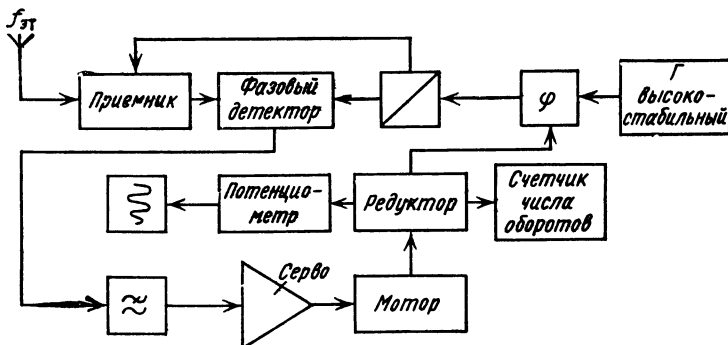 fэт
Приемник
Фазовый
детектор
φ
Г
высоко-
стабильный
Потенцио-
метр
Редуктор
Счетчик
числа
оборотов
Серво
Мотор